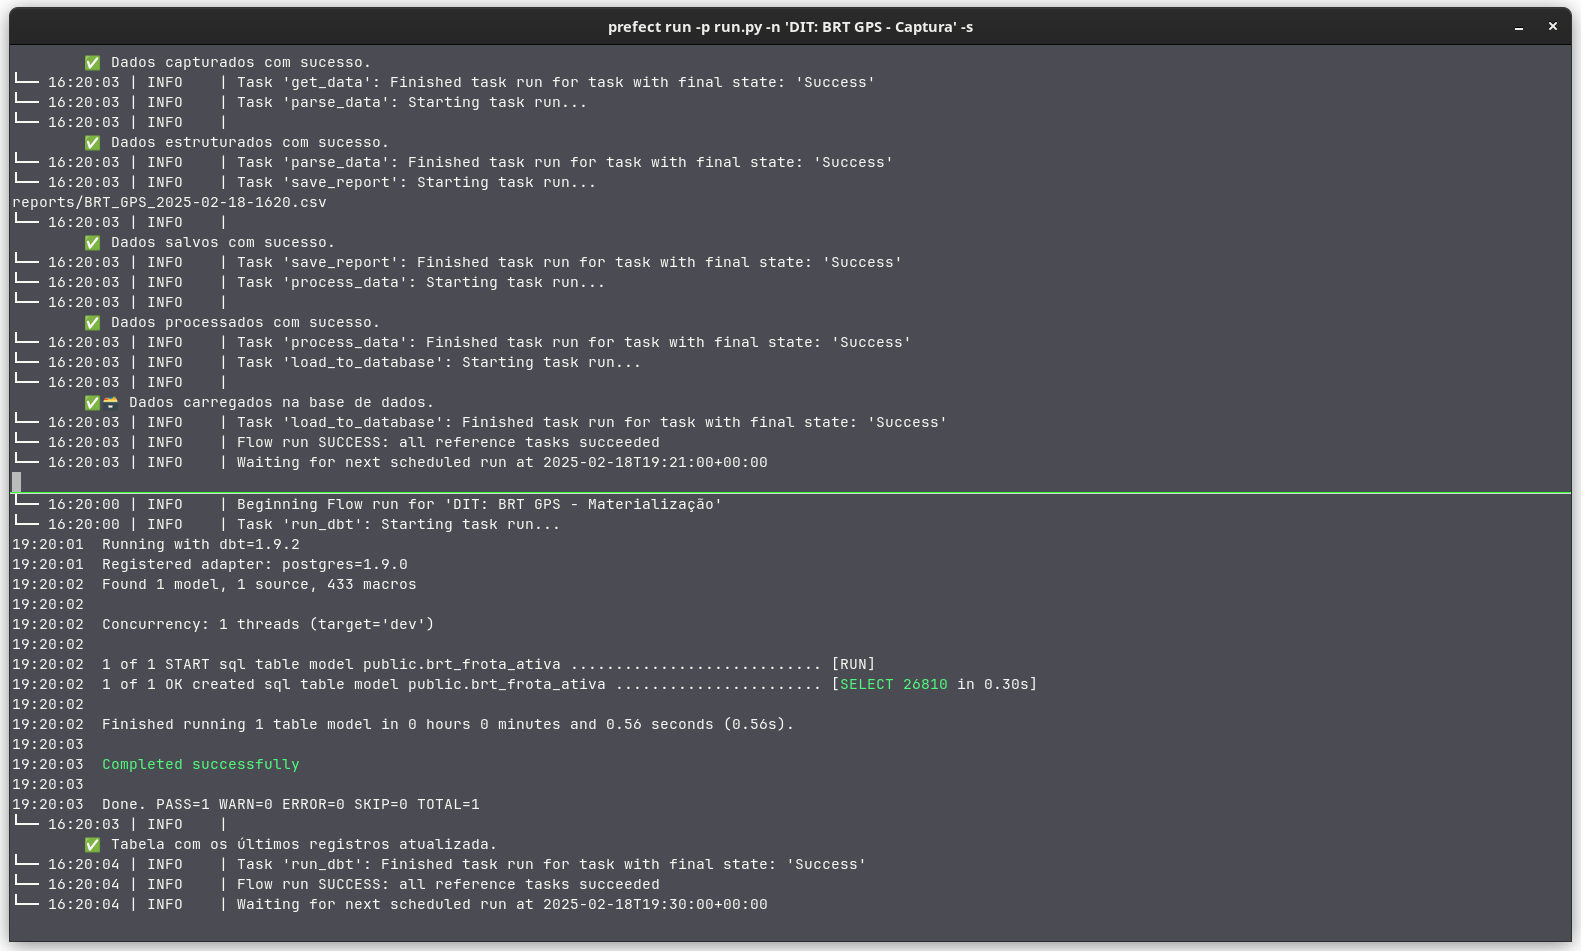 prefect run -p run.py -n 'DIT: BRT GPS - Captura' -s
✅ Dados capturados com sucesso.
└── 16:20:03 | INFO    | Task 'get_data': Finished task run for task with final state: 'Success'
└── 16:20:03 | INFO    | Task 'parse_data': Starting task run...
└── 16:20:03 | INFO    |
✅ Dados estruturados com sucesso.
└── 16:20:03 | INFO    | Task 'parse_data': Finished task run for task with final state: 'Success'
└── 16:20:03 | INFO    | Task 'save_report': Starting task run...
reports/BRT_GPS_2025-02-18-1620.csv
└── 16:20:03 | INFO    |
✅ Dados salvos com sucesso.
└── 16:20:03 | INFO    | Task 'save_report': Finished task run for task with final state: 'Success'
└── 16:20:03 | INFO    | Task 'process_data': Starting task run...
└── 16:20:03 | INFO    |
✅ Dados processados com sucesso.
└── 16:20:03 | INFO    | Task 'process_data': Finished task run for task with final state: 'Success'
└── 16:20:03 | INFO    | Task 'load_to_database': Starting task run...
└── 16:20:03 | INFO    |
✅🗃️ Dados carregados na base de dados.
└── 16:20:03 | INFO    | Task 'load_to_database': Finished task run for task with final state: 'Success'
└── 16:20:03 | INFO    | Flow run SUCCESS: all reference tasks succeeded
└── 16:20:03 | INFO    | Waiting for next scheduled run at 2025-02-18T19:21:00+00:00
└── 16:20:00 | INFO    | Beginning Flow run for 'DIT: BRT GPS - Materialização'
└── 16:20:00 | INFO    | Task 'run_dbt': Starting task run...
19:20:01  Running with dbt=1.9.2
19:20:01  Registered adapter: postgres=1.9.0
19:20:02  Found 1 model, 1 source, 433 macros
19:20:02
19:20:02  Concurrency: 1 threads (target='dev')
19:20:02
19:20:02  1 of 1 START sql table model public.brt_frota_ativa ............................ [RUN]
19:20:02  1 of 1 OK created sql table model public.brt_frota_ativa ....................... [SELECT 26810 in 0.30s]
19:20:02
19:20:02  Finished running 1 table model in 0 hours 0 minutes and 0.56 seconds (0.56s).
19:20:03
19:20:03  Completed successfully
19:20:03
19:20:03  Done. PASS=1 WARN=0 ERROR=0 SKIP=0 TOTAL=1
└── 16:20:03 | INFO    |
✅ Tabela com os últimos registros atualizada.
└── 16:20:04 | INFO    | Task 'run_dbt': Finished task run for task with final state: 'Success'
└── 16:20:04 | INFO    | Flow run SUCCESS: all reference tasks succeeded
└── 16:20:04 | INFO    | Waiting for next scheduled run at 2025-02-18T19:30:00+00:00